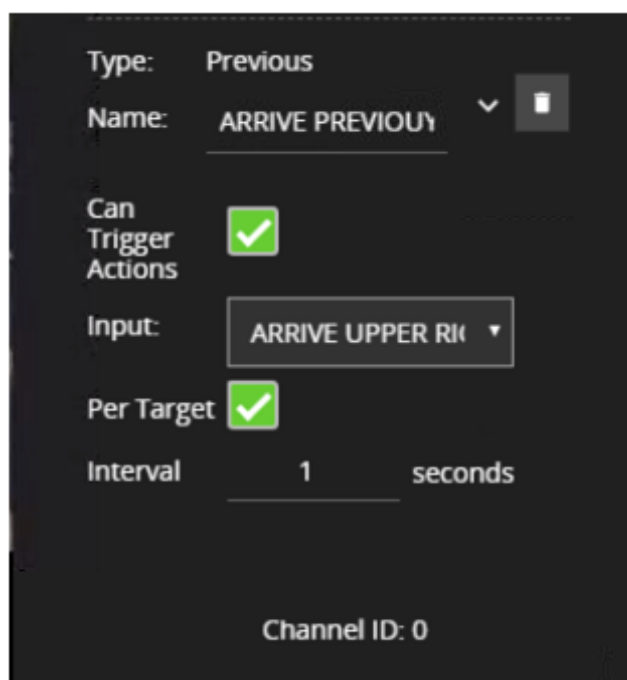 Type: Previous
Name: ARRIVE PREVIOUY
Can
Trigger
Actions
Input: ARRIVE UPPER RI(
Per Target
Interval 1 seconds
Channel ID: 0